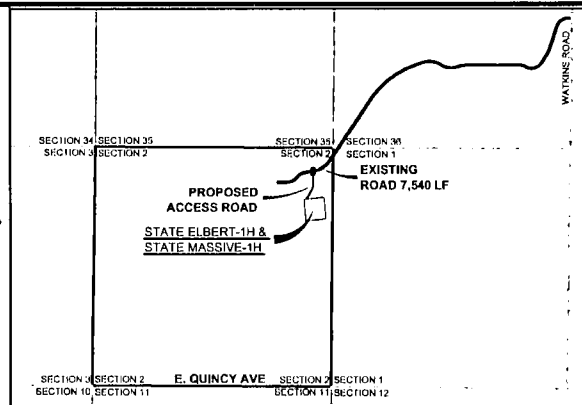 WATKINS ROAD
SECTION 34 SECTION 35 SECTION 35 SECTION 36
SECTION 3 SECTION 2 SECTION 2 SECTION 1
EXISTING
ROAD 7,540 LF
PROPOSED
ACCESS ROAD
STATE ELBERT-1H &
STATE MASSIVE-1H
SECTION 3 SECTION 2 E. QUINCY AVE SECTION 2 SECTION 1
SECTION 10 SECTION 11 SECTION 11 SECTION 12